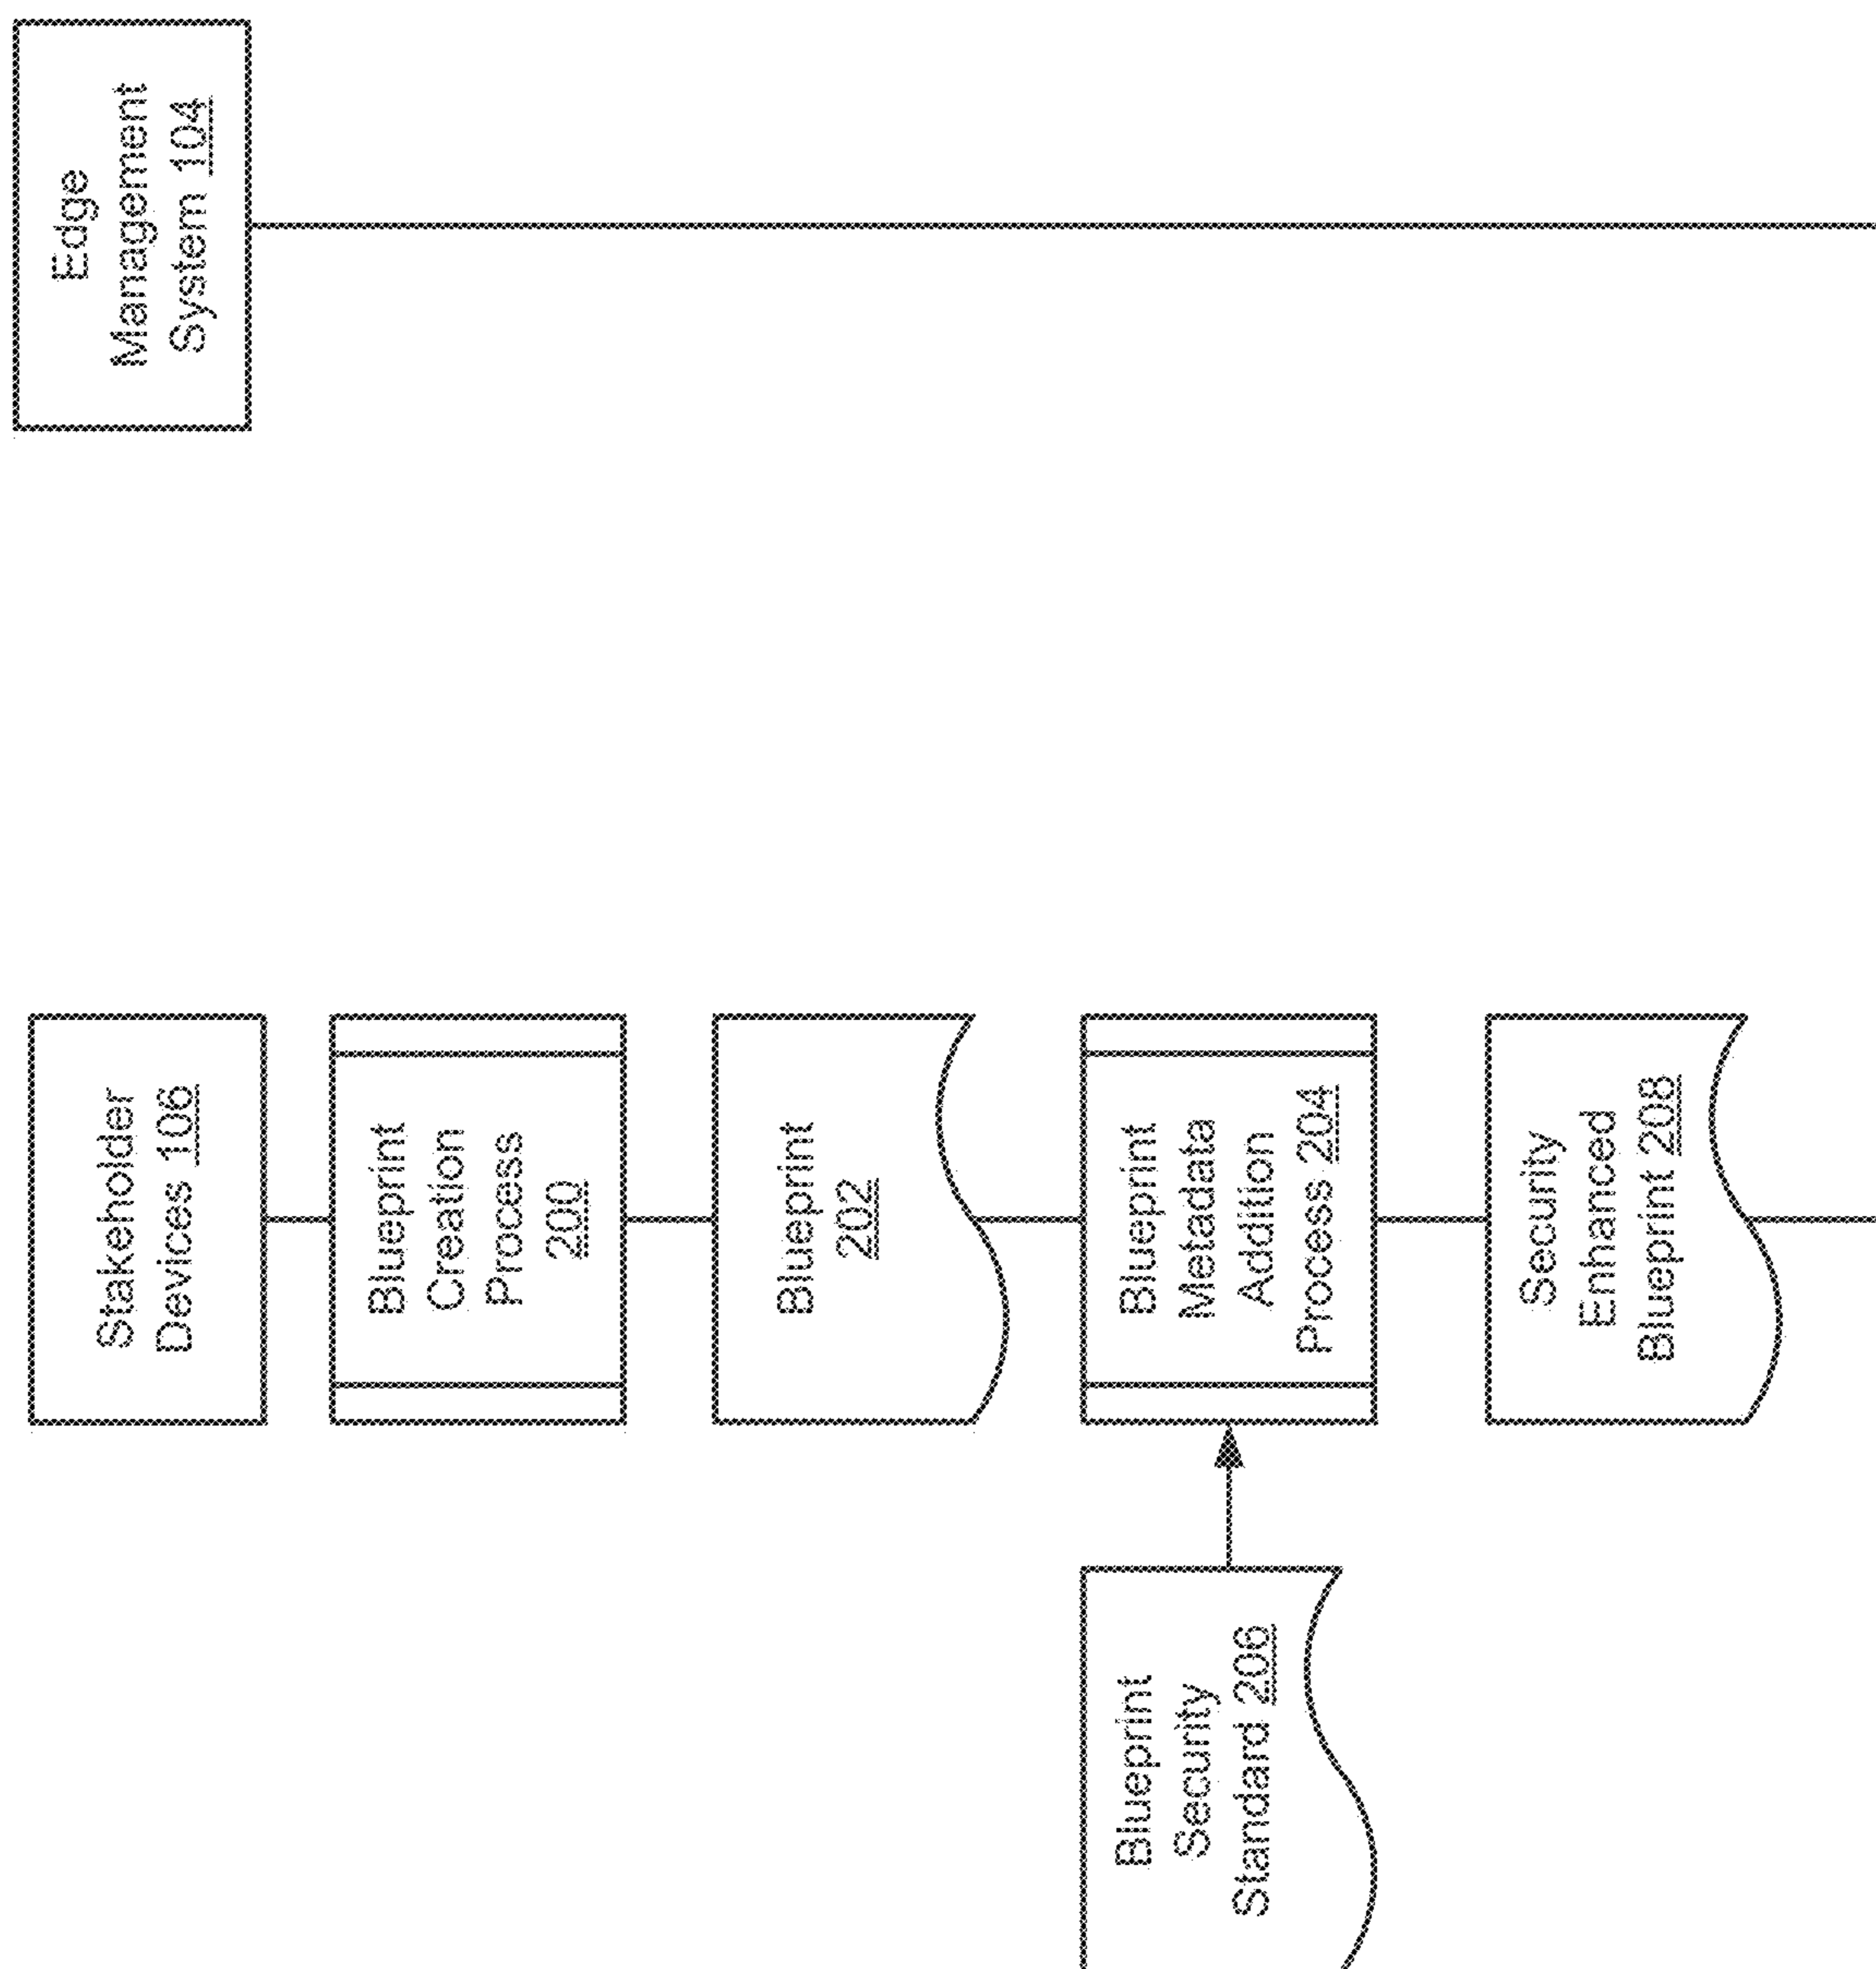 Stakeholder
Devices 106
Edge
Management
System 104
Blueprint
Creation
Process
200
Blueprint
202
Blueprint
Security
Standard 206
Blueprint
Metadata
Addition
Process 204
Security
Enhanced
Blueprint 208